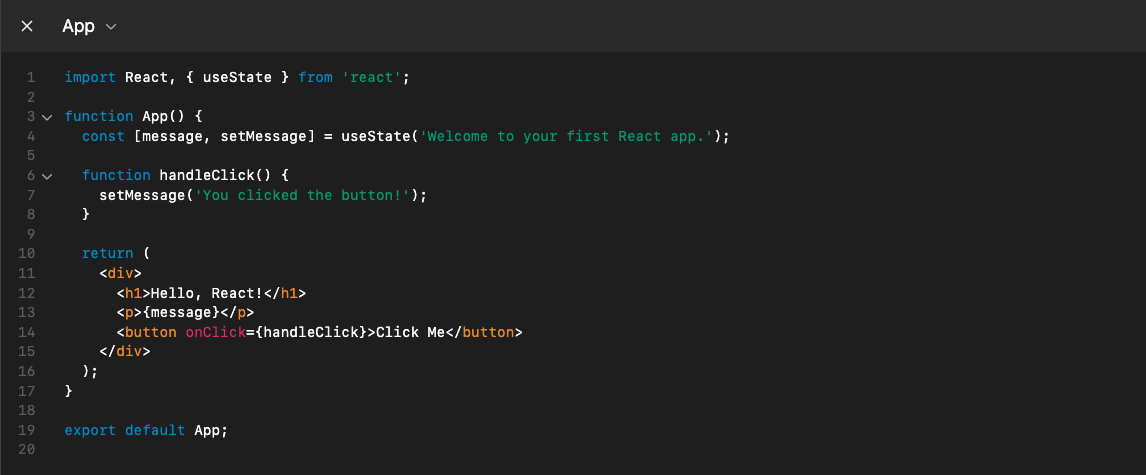 App
1 import React, { useState } from 'react';
2
3 function App() {
4   const [message, setMessage] = useState('Welcome to your first React app.');
5
6   function handleClick() {
7     setMessage('You clicked the button!');
8   }
9
10   return (
11     <div>
12       <h1>Hello, React!</h1>
13       <p>{message}</p>
14       <button onClick={handleClick}>Click Me</button>
15     </div>
16   );
17 }
18
19 export default App;
20